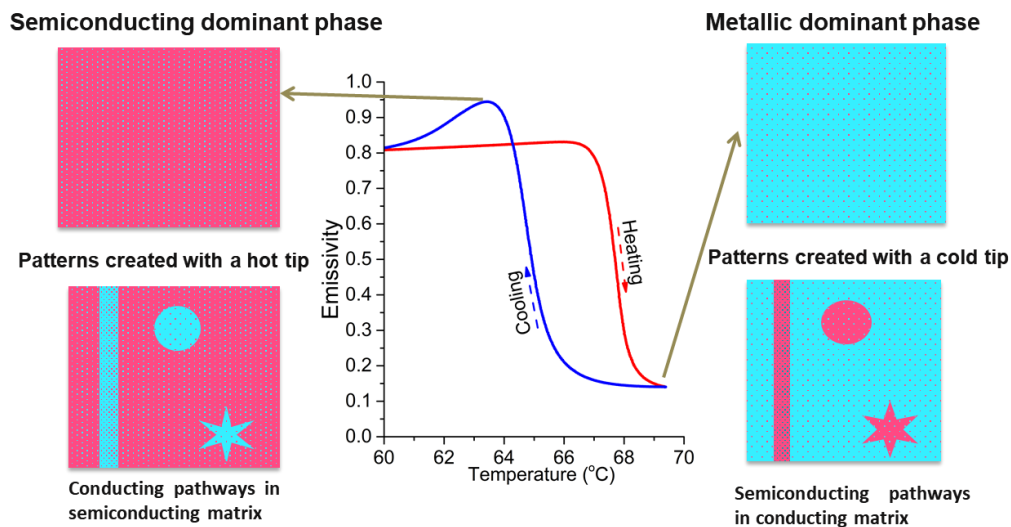 Semiconducting dominant phase
Metallic dominant phase
Patterns created with a hot tip
Conducting pathways in
semiconducting matrix
1.0
0.9
0.8
0.7
0.6
0.5
0.4
0.3
0.2
0.1
0.0
Emissivity
Cooling
Heating
60 62 64 66 68 70
Temperature (°C)
Patterns created with a cold tip
Semiconducting pathways
in conducting matrix